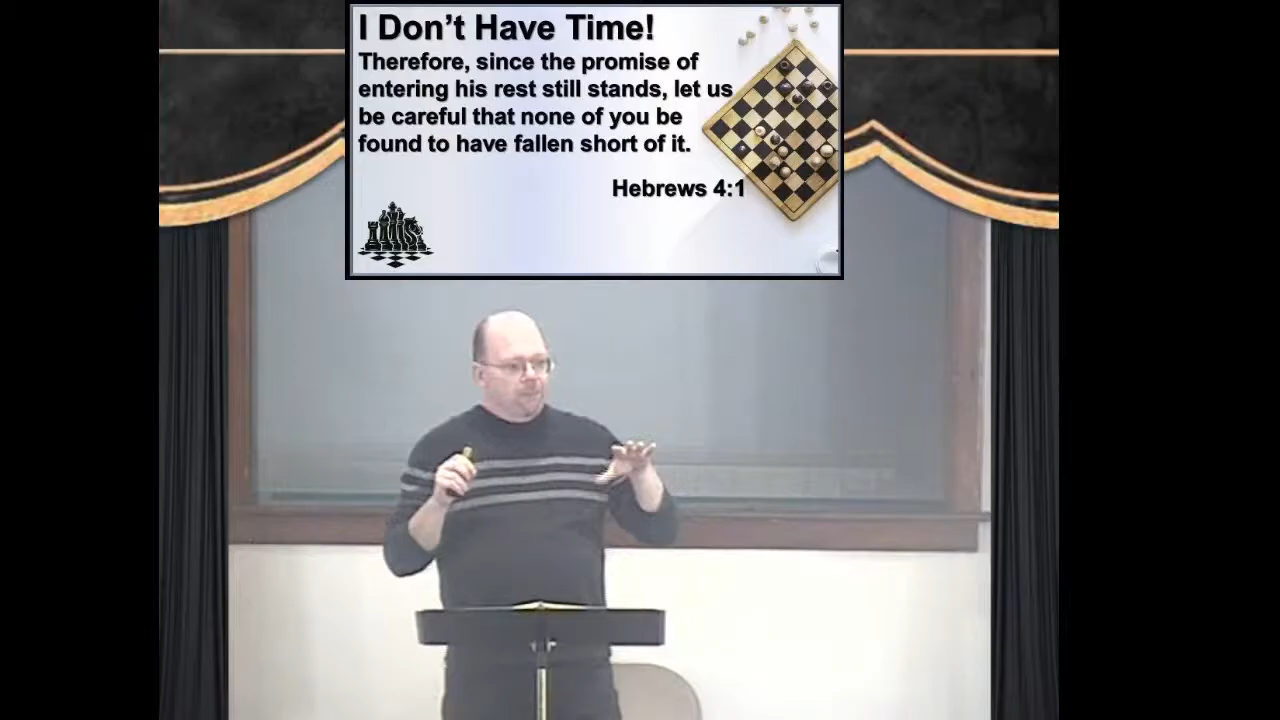 I Don't Have Time!
Therefore, since the promise of
entering his rest still stands, let us
be careful that none of you be
found to have fallen short of it.
Hebrews 4:1